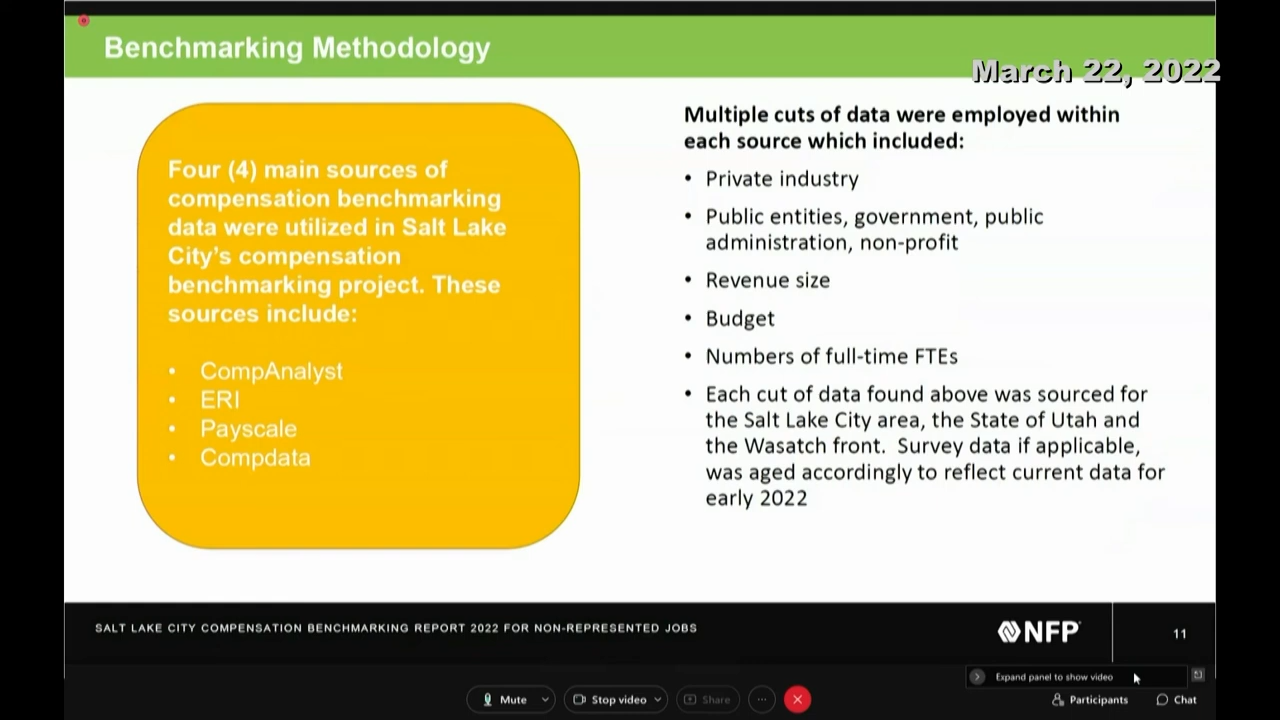 Benchmarking Methodology
March 22, 2022
Four (4) main sources of
compensation benchmarking
data were utilized in Salt Lake
City's compensation
benchmarking project. These
sources include:
• CompAnalyst
• ERI
• Payscale
• Compdata
Multiple cuts of data were employed within
each source which included:
• Private industry
• Public entities, government, public
administration, non-profit
• Revenue size
• Budget
• Numbers of full-time FTEs
• Each cut of data found above was sourced for
the Salt Lake City area, the State of Utah and
the Wasatch front.  Survey data if applicable,
was aged accordingly to reflect current data for
early 2022
SALT LAKE CITY COMPENSATION BENCHMARKING REPORT 2022 FOR NON-REPRESENTED JOBS
NFP
11
Expand panel to show video
Mute
Stop video
Share
Participants
Chat